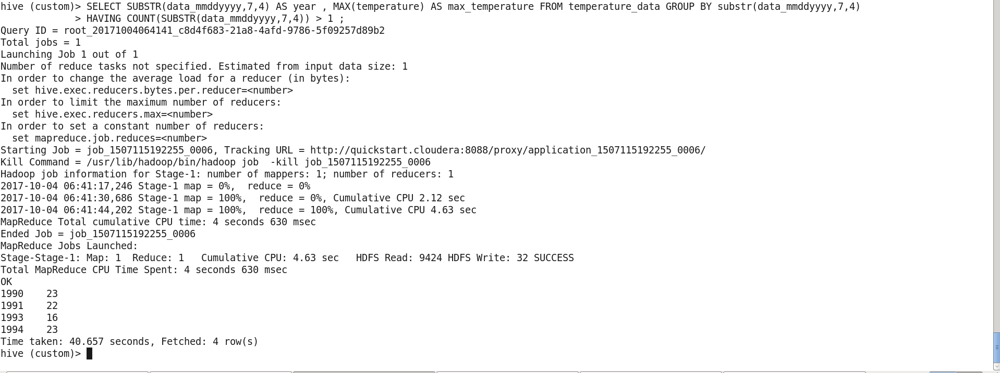 hive (custom)> SELECT SUBSTR(data_mmddyyyy,7,4) AS year , MAX(temperature) AS max_temperature FROM temperature_data GROUP BY substr(data_mmddyyyy,7,4)
             > HAVING COUNT(SUBSTR(data_mmddyyyy,7,4)) > 1 ;
Query ID = root_20171004064141_c8d4f683-21a8-4afd-9786-5f09257d89b2
Total jobs = 1
Launching Job 1 out of 1
Number of reduce tasks not specified. Estimated from input data size: 1
In order to change the average load for a reducer (in bytes):
  set hive.exec.reducers.bytes.per.reducer=<number>
In order to limit the maximum number of reducers:
  set hive.exec.reducers.max=<number>
In order to set a constant number of reducers:
  set mapreduce.job.reduces=<number>
Starting Job = job_1507115192255_0006, Tracking URL = http://quickstart.cloudera:8088/proxy/application_1507115192255_0006/
Kill Command = /usr/lib/hadoop/bin/hadoop job  -kill job_1507115192255_0006
Hadoop job information for Stage-1: number of mappers: 1; number of reducers: 1
2017-10-04 06:41:17,246 Stage-1 map = 0%,  reduce = 0%
2017-10-04 06:41:30,686 Stage-1 map = 100%,  reduce = 0%, Cumulative CPU 2.12 sec
2017-10-04 06:41:44,202 Stage-1 map = 100%,  reduce = 100%, Cumulative CPU 4.63 sec
MapReduce Total cumulative CPU time: 4 seconds 630 msec
Ended Job = job_1507115192255_0006
MapReduce Jobs Launched:
Stage-Stage-1: Map: 1  Reduce: 1   Cumulative CPU: 4.63 sec   HDFS Read: 9424 HDFS Write: 32 SUCCESS
Total MapReduce CPU Time Spent: 4 seconds 630 msec
OK
1990    23
1991    22
1993    16
1994    23
Time taken: 40.657 seconds, Fetched: 4 row(s)
hive (custom)>